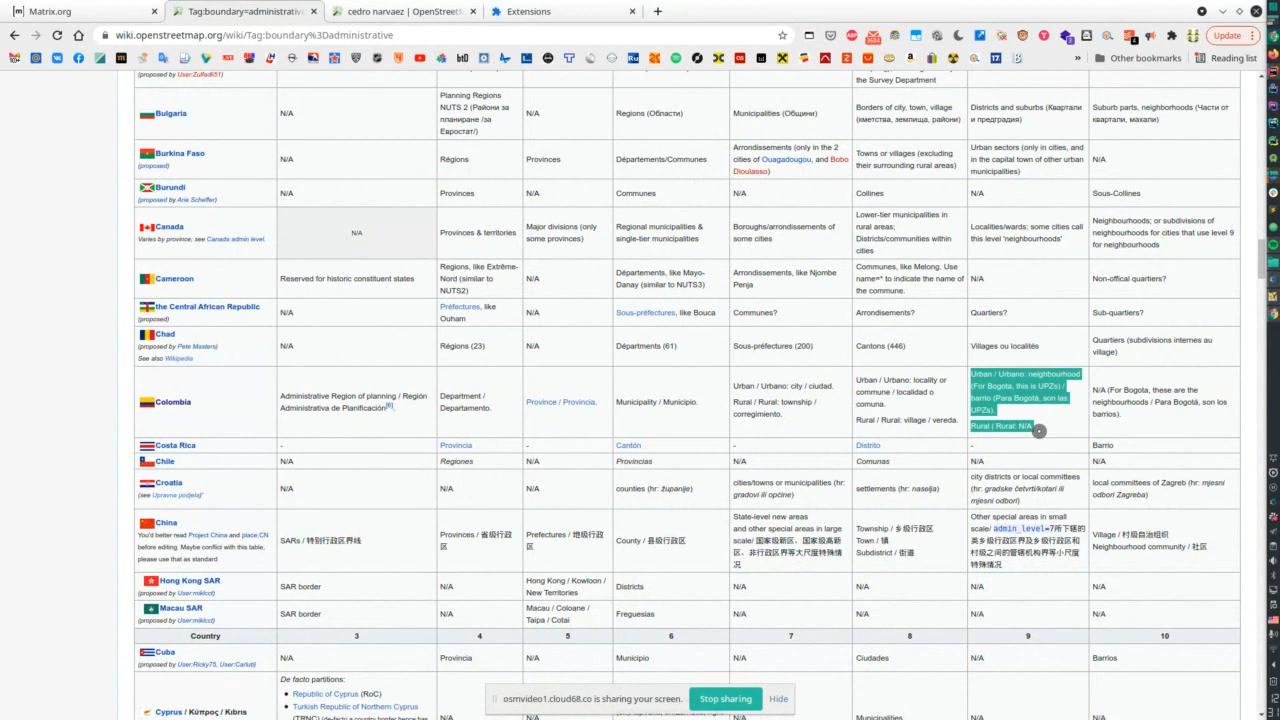 Matrix.org
Tag:boundary=administrative
cedro narvaez | OpenStreetM
Extensions
wiki.openstreetmap.org/wiki/Tag:boundary%3Dadministrative
Update
Other bookmarks
Reading list
(proposed by User:Zulfadli51)
the Survey Department
Bulgaria
N/A
Planning Regions
NUTS 2 (Райони за
планиране /за
Евростат/)
N/A
Regions (Области)
Municipalities (Общини)
Borders of city, town, village
(кметства, землища, райони)
Districts and suburbs (Квартали
и предградия)
Suburb parts, neighborhoods (Части от
квартали, махали)
Burkina Faso
(proposed)
N/A
Régions
Provinces
Départements/Communes
Arrondissements (only in the 2
cities of Ouagadougou, and Bobo
Dioulasso)
Towns or villages (excluding
their surrounding rural areas)
Urban sectors (only in cities, and
in the capital town of other urban
municipalities)
N/A
Burundi
(proposed by Arie Scheffer)
N/A
Provinces
N/A
Communes
N/A
Collines
N/A
Sous-Collines
Canada
Varies by province; see Canada admin level.
N/A
Provinces & territories
Major divisions (only
some provinces)
Regional municipalities &
single-tier municipalities
Boroughs/arrondissements of
some cities
Lower-tier municipalities in
rural areas;
Districts/communities within
cities
Localities/wards; some cities call
this level 'neighbourhoods'
Neighbourhoods; or subdivisions of
neighbourhoods for cities that use level 9
for neighborhoods
Cameroon
Reserved for historic constituent states
Regions, like Extrême-
Nord (similar to
NUTS2)
N/A
Départements, like Mayo-
Danay (similar to NUTS3)
Arrondissements, like Njombe
Penja
Communes, like Melong. Use
name=* to indicate the name of
the commune.
N/A
Non-offical quartiers?
the Central African Republic
(proposed)
N/A
Préfectures, like
Ouham
N/A
Sous-préfectures, like Bouca
Communes?
Arrondisements?
Quartiers?
Sub-quartiers?
Chad
(proposed by Pete Masters)
See also Wikipedia
N/A
Régions (23)
N/A
Départments (61)
Sous-préfectures (200)
Cantons (446)
Villages ou localités
Quartiers (subdivisions internes au
village)
Colombia
Administrative Region of planning / Región
Administrativa de Planificación[6].
Department /
Departamento.
Province / Provincia.
Municipality / Municipio.
Urban / Urbano: city / ciudad.
Rural / Rural: township /
corregimiento.
Urban / Urbano: locality or
commune / localidad o
comuna.
Rural / Rural: village / vereda.
Urban / Urbano: neighbourhood
(For Bogota, this is UPZs) /
barrio (Para Bogotá, son las
UPZs).
Rural | Rural: N/A
N/A (For Bogota, these are the
neighbourhoods / Para Bogotá, son los
barrios).
Costa Rica
-
Provincia
-
Cantón
-
Distrito
-
Barrio
Chile
N/A
Regiones
N/A
Provincias
N/A
Comunas
N/A
N/A
Croatia
(see Upravna podjela)'
N/A
N/A
N/A
counties (hr: županije)
cities/towns or municipalities (hr:
gradovi ili općine)
settlements (hr: naselja)
city districts or local committees
(hr: gradske četvrti/kotari ili
mjesni odbori)
local committees of Zagreb (hr: mjesni
odbori Zagreba)
China
You'd better read Project China and place:CN
before editing. Maybe conflict with this table,
please use that as standard
SARs / 特别行政区界线
Provinces / 省级行政
区
Prefectures / 地级行政
区
County / 县级行政区
State-level new areas
and other special areas in large
scale/ 国家级新区、国家级高新
区、非行政区界等大尺度特殊情
况
Township / 乡级行政区
Town / 镇
Subdistrict / 街道
Other special areas in small
scale/ admin_level=7所下辖的
类乡级行政区界及乡级行政区和
村级之间的管辖机构界等小尺度
特殊情况
Village / 村级自治组织
Neighbourhood community / 社区
Hong Kong SAR
(proposed by User:miklcct)
SAR border
N/A
Hong Kong / Kowloon /
New Territories
Districts
N/A
N/A
N/A
N/A
Macau SAR
(proposed by User:miklcct)
SAR border
N/A
Macau / Coloane /
Taipa / Cotai
Freguesias
N/A
N/A
N/A
N/A
Country
3
4
5
6
7
8
9
10
Cuba
(proposed by User:Ricky75, User:Carlutj)
N/A
Provincia
N/A
Municipio
N/A
Ciudades
N/A
Barrios
Cyprus / Κύπρος / Kıbrıs
De facto partitions:
Republic of Cyprus (RoC)
Turkish Republic of Northern Cyprus
(TRNC) (de-facto a country border hence has
N/A
N/A
N/A
Municipalities
N/A
N/A
osmvideo1.cloud68.co is sharing your screen.
Stop sharing
Hide